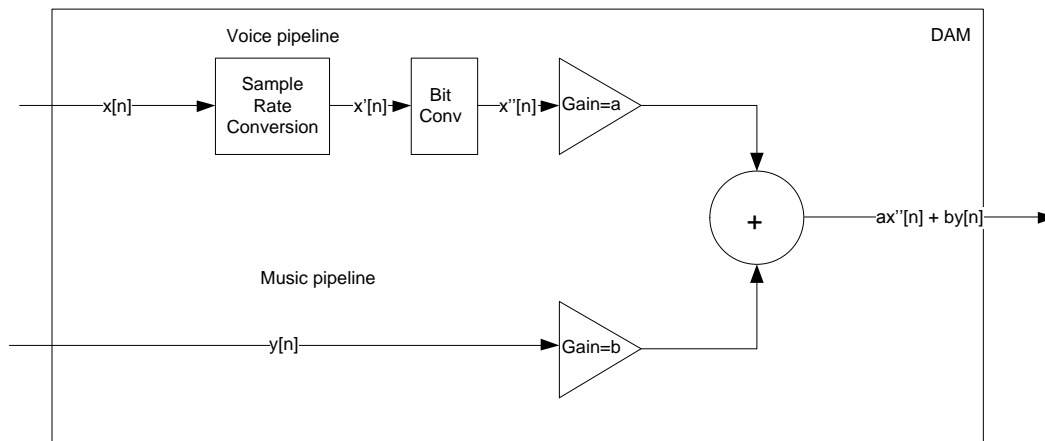 Voice pipeline
DAM
x[n]
Sample
Rate
Conversion
x'[n]
Bit
Conv
x''[n]
Gain=a
+
ax''[n] + by[n]
Music pipeline
y[n]
Gain=b